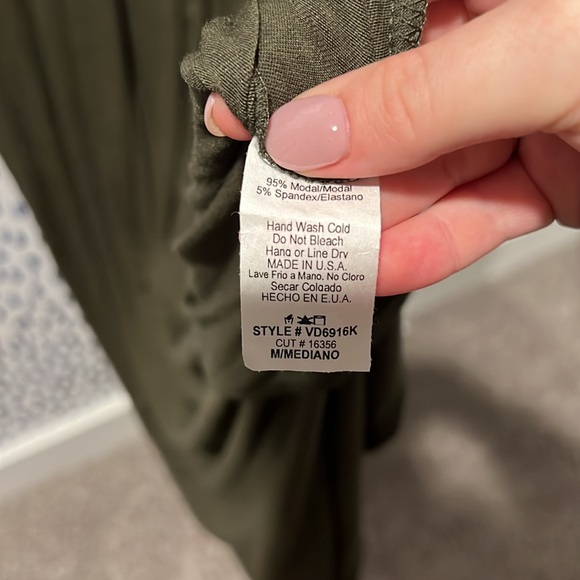 95% Modal/Modal
5% Spandex/Elastano
Hand Wash Cold
Do Not Bleach
Hang or Line Dry
MADE IN U.S.A.
Lave Frio a Mano. No Cloro
Secar Colgado
HECHO EN E.U.A.
STYLE # VD6916K
CUT # 16356
M/MEDIANO